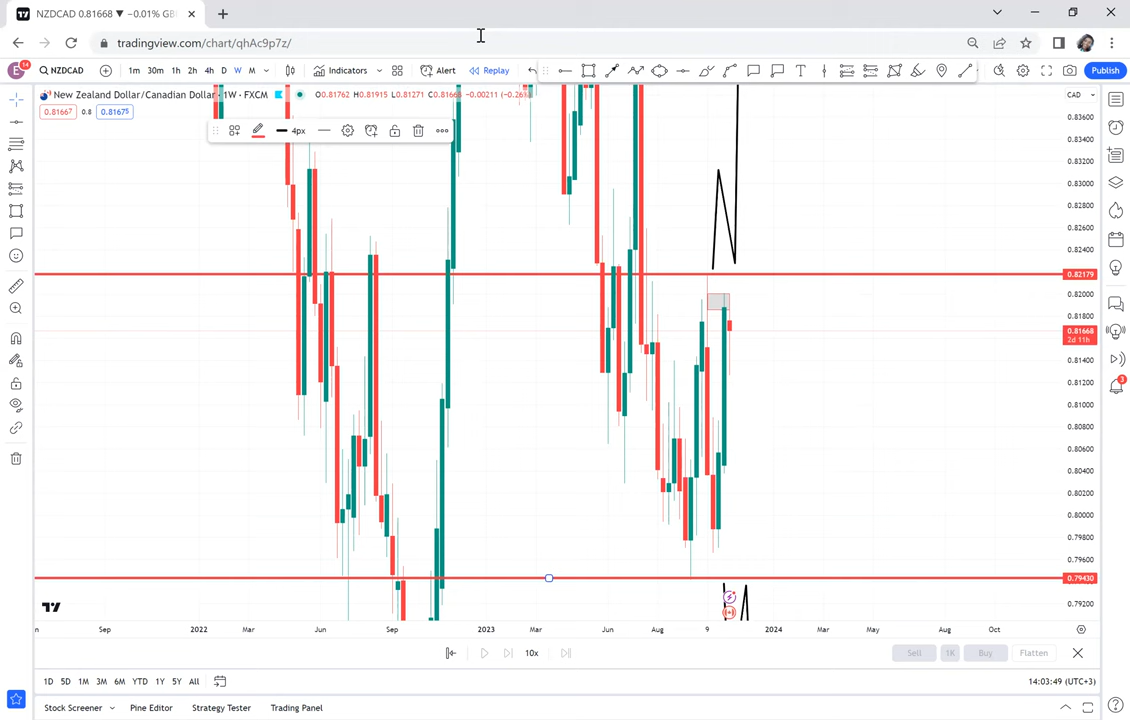 NZDCAD 0.81668 ▼ −0.01% GB
tradingview.com/chart/qhAc9p7z/
E 14 NZDCAD 1m 30m 1h 2h 4h D W M Indicators Alert Replay Publish
New Zealand Dollar/Canadian Dollar · 1W · FXCM O0.81762 H0.81915 L0.81271 C0.81668 −0.00211 (−0.26% CAD
0.81667 0.8 0.81675
4px
0.83600
0.83400
0.83200
0.83000
0.82800
0.82600
0.82400
0.82179
0.82000
0.81800
0.81668
2d 11h
0.81400
0.81200
0.81000
0.80800
0.80600
0.80400
0.80200
0.80000
0.79800
0.79600
0.79430
0.79200
3
Sep 2022 Mar Jun Sep 2023 Mar Jun Aug 9 2024 Mar May Aug Oct
10x Sell 1K Buy Flatten
1D 5D 1M 3M 6M YTD 1Y 5Y All 14:03:49 (UTC+3)
Stock Screener Pine Editor Strategy Tester Trading Panel